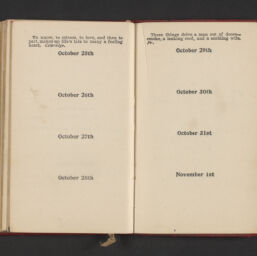 To know, to esteem, to love, and then to
part, makes up life's tale to many a feeling
heart. Coleridge.
October 25th
October 26th
October 27th
October 28th
Three things drive a man out of doors—
smoke, a leaking roof, and a scolding wife.
October 29th
October 30th
October 31st
November 1st